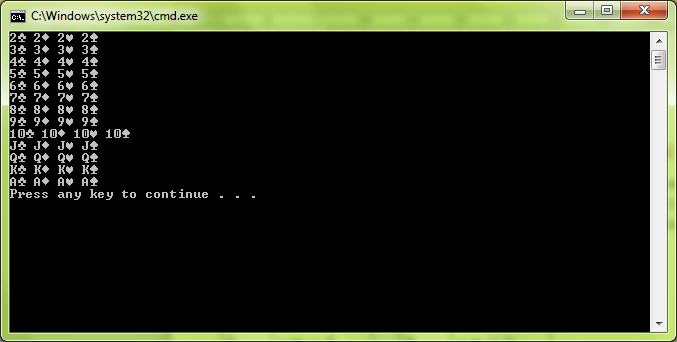 C:\Windows\system32\cmd.exe
2♣ 2♦ 2♥ 2♠
3♣ 3♦ 3♥ 3♠
4♣ 4♦ 4♥ 4♠
5♣ 5♦ 5♥ 5♠
6♣ 6♦ 6♥ 6♠
7♣ 7♦ 7♥ 7♠
8♣ 8♦ 8♥ 8♠
9♣ 9♦ 9♥ 9♠
10♣ 10♦ 10♥ 10♠
J♣ J♦ J♥ J♠
Q♣ Q♦ Q♥ Q♠
K♣ K♦ K♥ K♠
A♣ A♦ A♥ A♠
Press any key to continue . . .